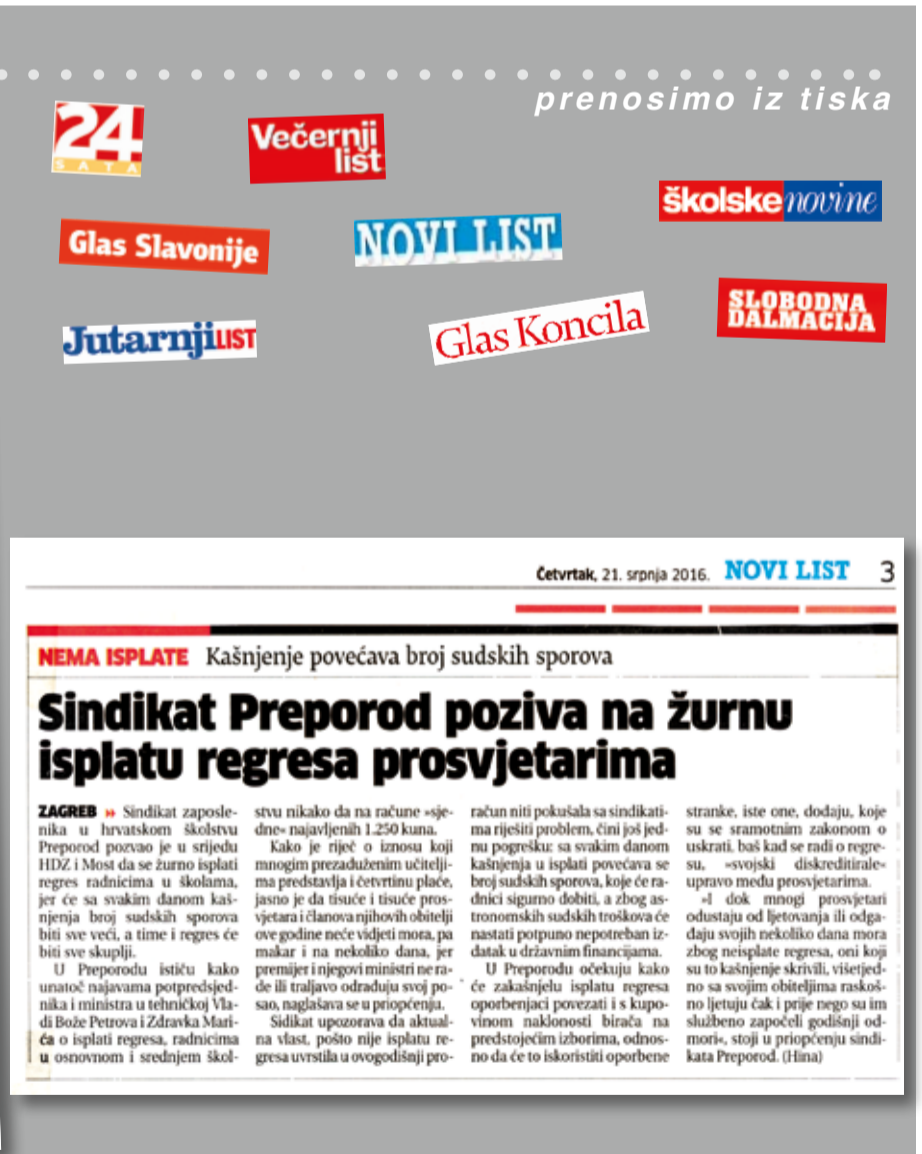 prenosimo iz tiska
24
SATA
Večernji
list
školske novine
Glas Slavonije
NOVI LIST
SLOBODNA
DALMACIJA
Jutarnji LIST
Glas Koncila
Četvrtak, 21. srpnja 2016. NOVI LIST 3
NEMA ISPLATE Kašnjenje povećava broj sudskih sporova
Sindikat Preporod poziva na žurnu
isplatu regresa prosvjetarima
ZAGREB » Sindikat zaposle-
nika u hrvatskom školstvu
Preporod pozvao je u srijedu
HDZ i Most da se žurno isplati
regres radnicima u školama,
jer će sa svakim danom kaš-
njenja broj sudskih sporova
biti sve veći, a time i regres će
biti sve skuplji.
U Preporodu ističu kako
unatoč najavama potpredsjed-
nika i ministra u tehničkoj Vla-
di Bože Petrova i Zdravka Mari-
ća o isplati regresa, radnicima
u osnovnom i srednjem škol-
stvu nikako da na račune »sje-
dne« najavljenih 1.250 kuna.
Kako je riječ o iznosu koji
mnogim prezaduženim učitelji-
ma predstavlja i četvrtinu plaće,
jasno je da tisuće i tisuće pros-
vjetara i članova njihovih obitelji
ove godine neće vidjeti mora, pa
makar i na nekoliko dana, jer
premijer i njegovi ministri ne ra-
de ili traljavo odrađuju svoj po-
sao, naglašava se u priopćenju.
Sidikat upozorava da aktual-
na vlast, pošto nije isplatu re-
gresa uvrstila u ovogodišnji pro-
račun niti pokušala sa sindikati-
ma riješiti problem, čini još jed-
nu pogrešku: sa svakim danom
kašnjenja u isplati povećava se
broj sudskih sporova, koje će ra-
dnici sigurno dobiti, a zbog as-
tronomskih sudskih troškova će
nastati potpuno nepotreban iz-
datak u državnim financijama.
U Preporodu očekuju kako
će zakašnjelu isplatu regresa
oporbenjaci povezati i s kupo-
vinom naklonosti birača na
predstojećim izborima, odnos-
no da će to iskoristiti oporbene
stranke, iste one, dodaju, koje
su se sramotnim zakonom o
uskrati, baš kad se radi o regre-
su, »svojski diskreditirale«
upravo među prosvjetarima.
»I dok mnogi prosvjetari
odustaju od ljetovanja ili odga-
đaju svojih nekoliko dana mora
zbog neisplate regresa, oni koji
su to kašnjenje skrivili, višetjed-
no sa svojim obiteljima raskoš-
no ljetuju čak i prije nego su im
službeno započeli godišnji od-
mori«, stoji u priopćenju sindi-
kata Preporod. (Hina)